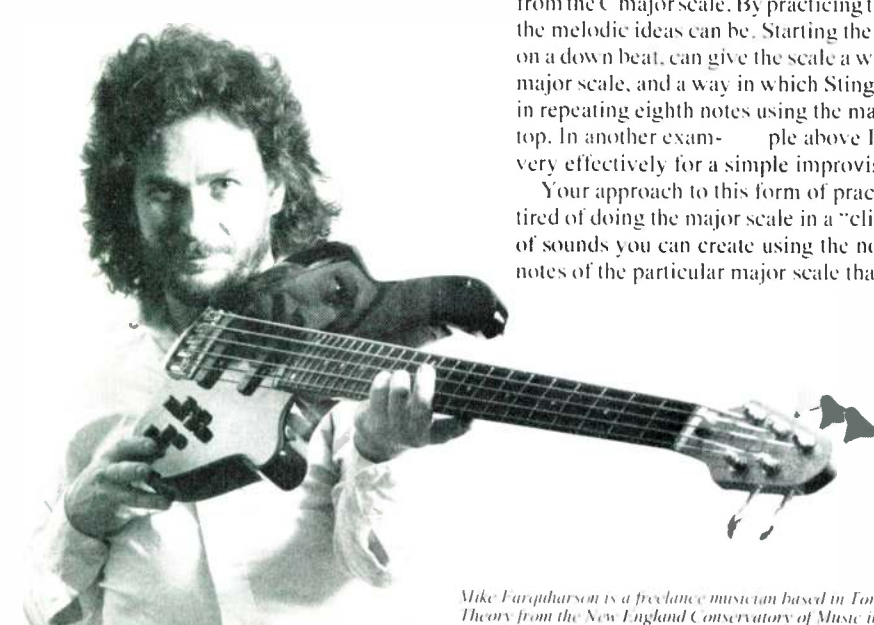 from the C major scale. By practicing t
the melodic ideas can be. Starting the
on a down beat, can give the scale a w
major scale, and a way in which Sting
in repeating eighth notes using the ma
top. In another exam- ple above I
very effectively for a simple improvis
Your approach to this form of prac
tired of doing the major scale in a "cli
of sounds you can create using the no
notes of the particular major scale tha
Mike Farquharson is a freelance musician based in Tor
Theory from the New England Conservatory of Music i